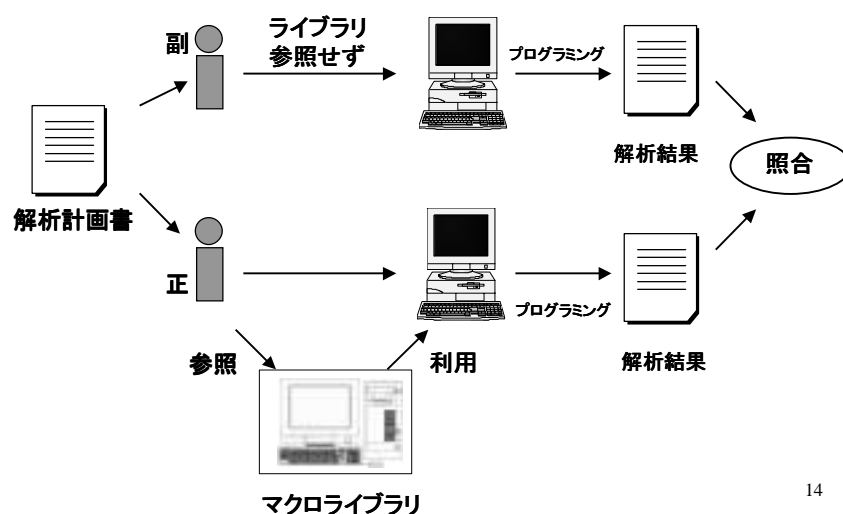 副
ライブラリ
参照せず
プログラミング
解析結果
照合
解析計画書
正
プログラミング
参照
利用
解析結果
マクロライブラリ
14